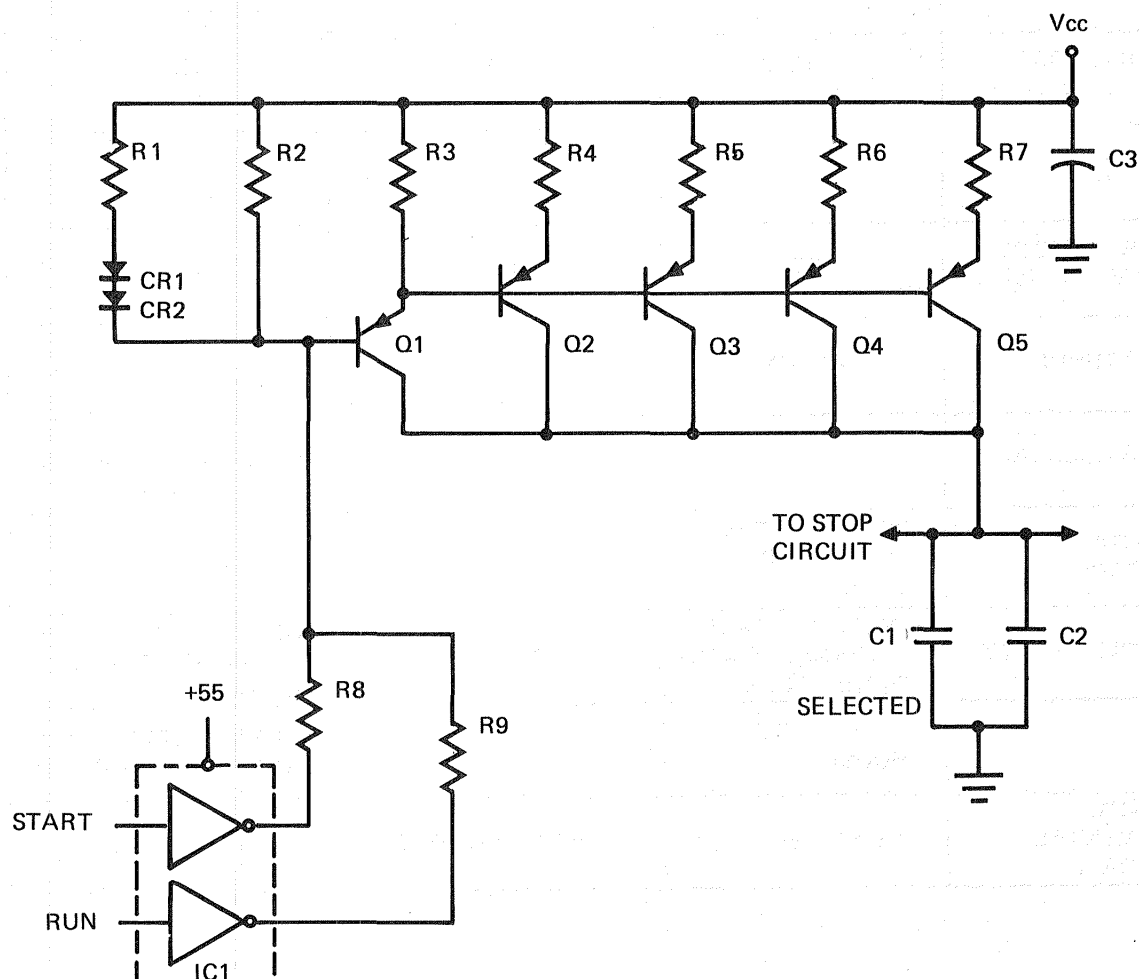 Vcc
R1
R2
R3
R4
R5
R6
R7
C3
CR1
CR2
Q1
Q2
Q3
Q4
Q5
TO STOP
CIRCUIT
C1
C2
SELECTED
+55
R8
R9
START
RUN
IC1